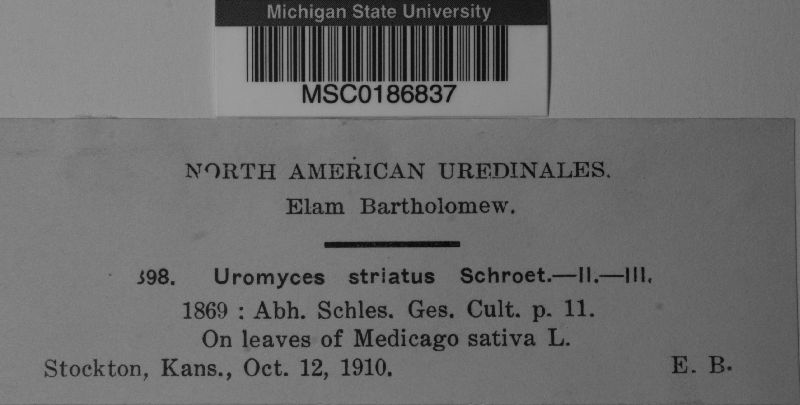 Michigan State University
MSC0186837
NORTH AMERICAN UREDINALES.
Elam Bartholomew.
398. Uromyces striatus Schroet.—II.—III.
1869 : Abh. Schles. Ges. Cult. p. 11.
On leaves of Medicago sativa L.
Stockton, Kans., Oct. 12, 1910. E. B.